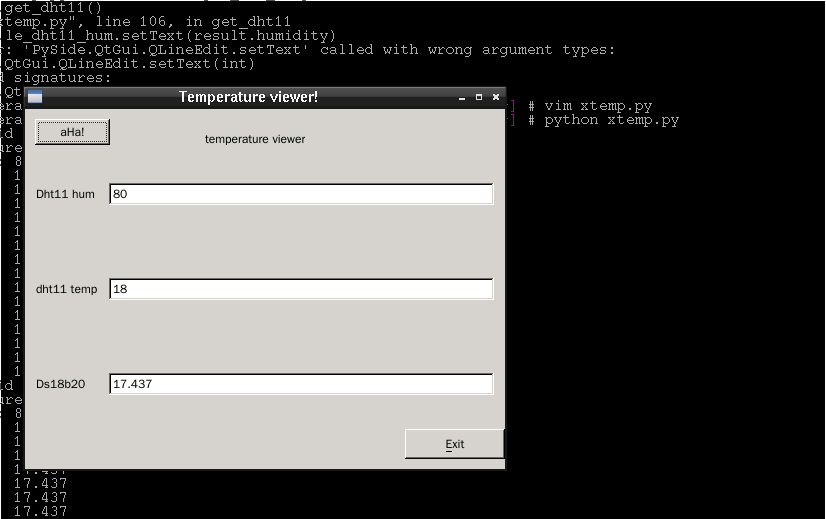 get_dht11()
temp.py", line 106, in get_dht11
le_dht11_hum.setText(result.humidity)
: 'PySide.QtGui.QLineEdit.setText' called with wrong argument types:
QtGui.QLineEdit.setText(int)
signatures:
Temperature viewer!
] # vim xtemp.py
] # python xtemp.py
aHa!
temperature viewer
Dht11 hum 80
dht11 temp 18
Ds18b20 17.437
Exit
17.437
17.437
17.437
17.437